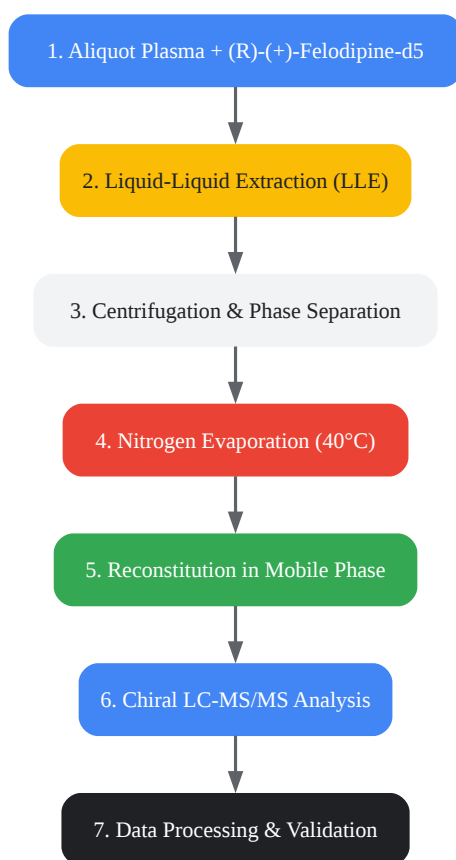 1. Aliquot Plasma + (R)-(+)-Felodipine-d5
2. Liquid-Liquid Extraction (LLE)
3. Centrifugation & Phase Separation
4. Nitrogen Evaporation (40°C)
5. Reconstitution in Mobile Phase
6. Chiral LC-MS/MS Analysis
7. Data Processing & Validation